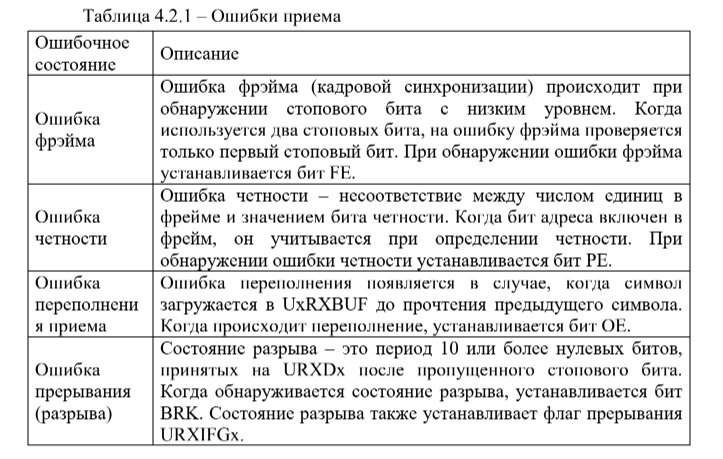 Таблица 4.2.1 – Ошибки приема
Ошибочное
состояние
Описание
Ошибка
фрэйма
Ошибка фрэйма (кадровой синхронизации) происходит при
обнаружении стопового бита с низким уровнем. Когда
используется два стоповых бита, на ошибку фрэйма проверяется
только первый стоповый бит. При обнаружении ошибки фрэйма
устанавливается бит FE.
Ошибка
четности
Ошибка четности – несоответствие между числом единиц в
фрейме и значением бита четности. Когда бит адреса включен в
фрейм, он учитывается при определении четности. При
обнаружении ошибки четности устанавливается бит PE.
Ошибка
переполнени
я приема
Ошибка переполнения появляется в случае, когда символ
загружается в UxRXBUF до прочтения предыдущего символа.
Когда происходит переполнение, устанавливается бит OE.
Ошибка
прерывания
(разрыва)
Состояние разрыва – это период 10 или более нулевых битов,
принятых на URXDx после пропущенного стопового бита.
Когда обнаруживается состояние разрыва, устанавливается бит
BRK. Состояние разрыва также устанавливает флаг прерывания
URXIFGx.